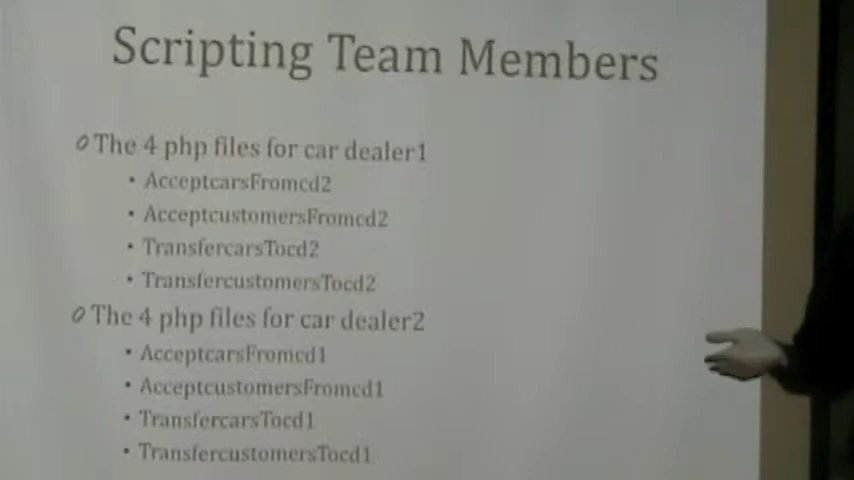 Scripting Team Members
The 4 php files for car dealer1
• AcceptcarsFromcd2
• AcceptcustomersFromcd2
• TransfercarsTocd2
• TransfercustomersTocd2
The 4 php files for car dealer2
• AcceptcarsFromcd1
• AcceptcustomersFromcd1
• TransfercarsTocd1
• TransfercustomersTocd1